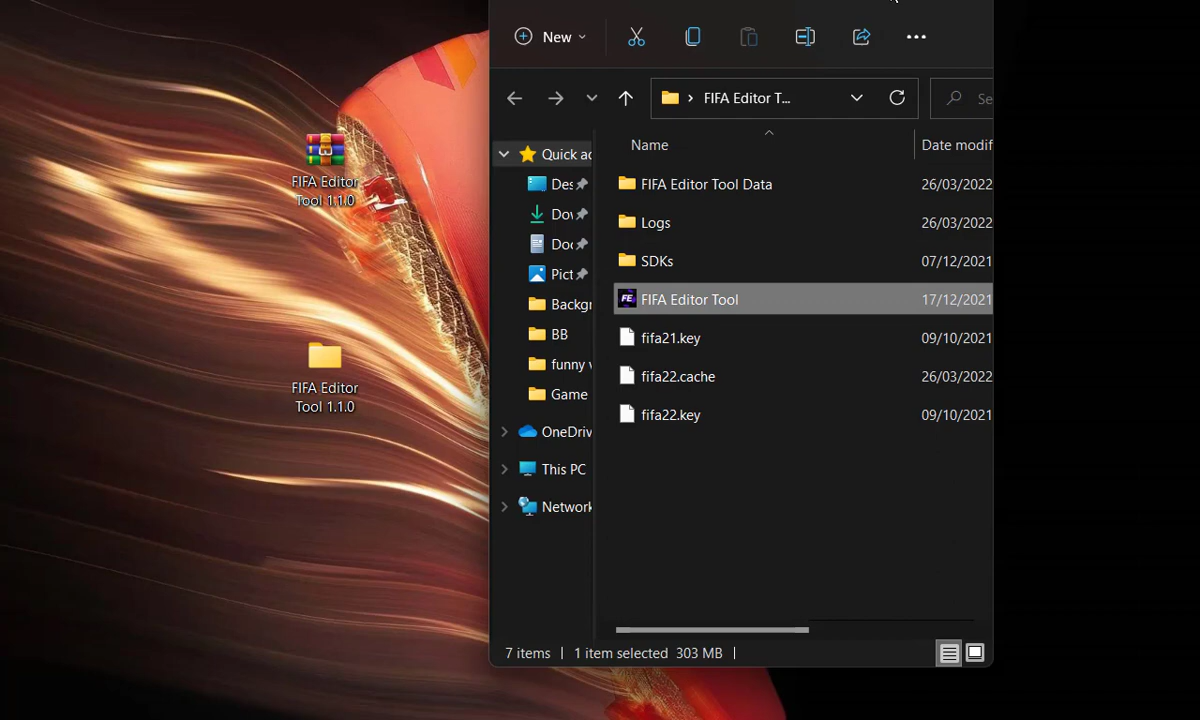 New
FIFA Editor T...
Se
Name
Date modif
Quick ac
Des
Dov
Doc
Pict
Backgr
BB
funny v
Game
OneDriv
This PC
Network
FIFA Editor Tool Data
26/03/2022
Logs
26/03/2022
SDKs
07/12/2021
FE
FIFA Editor Tool
17/12/2021
fifa21.key
09/10/2021
fifa22.cache
26/03/2022
fifa22.key
09/10/2021
7 items
1 item selected 303 MB
FIFA Editor
Tool 1.1.0
FIFA Editor
Tool 1.1.0